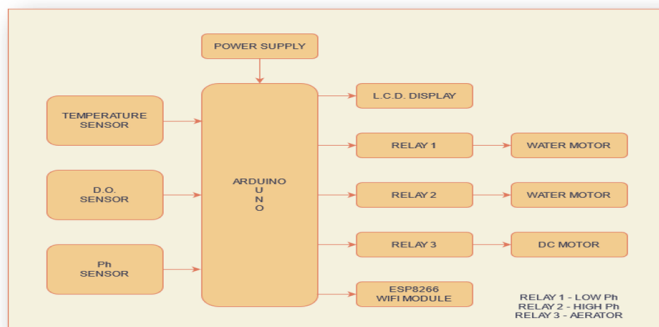 POWER SUPPLY
TEMPERATURE
SENSOR
D.O.
SENSOR
Ph
SENSOR
ARDUINO
U
N
O
L.C.D. DISPLAY
RELAY 1
WATER MOTOR
RELAY 2
WATER MOTOR
RELAY 3
DC MOTOR
ESP8266
WIFI MODULE
RELAY 1 - LOW Ph
RELAY 2 - HIGH Ph
RELAY 3 - AERATOR